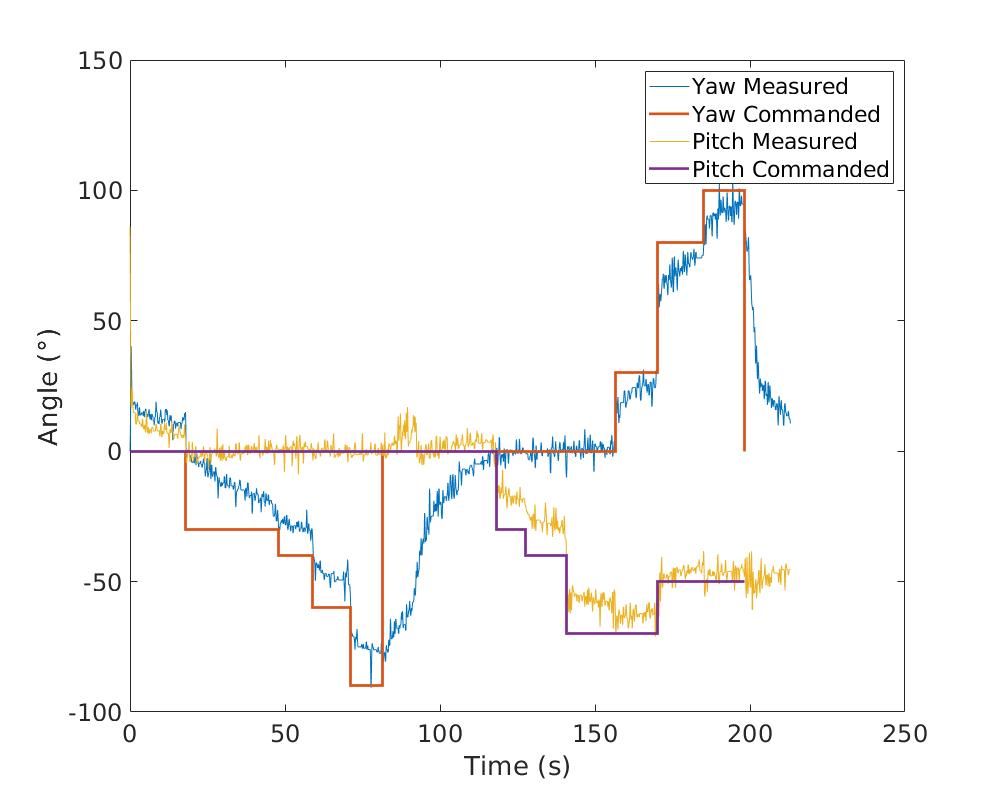 150
100
50
0
-50
-100
Angle (°)
Yaw Measured
Yaw Commanded
Pitch Measured
Pitch Commanded
0 50 100 150 200 250
Time (s)